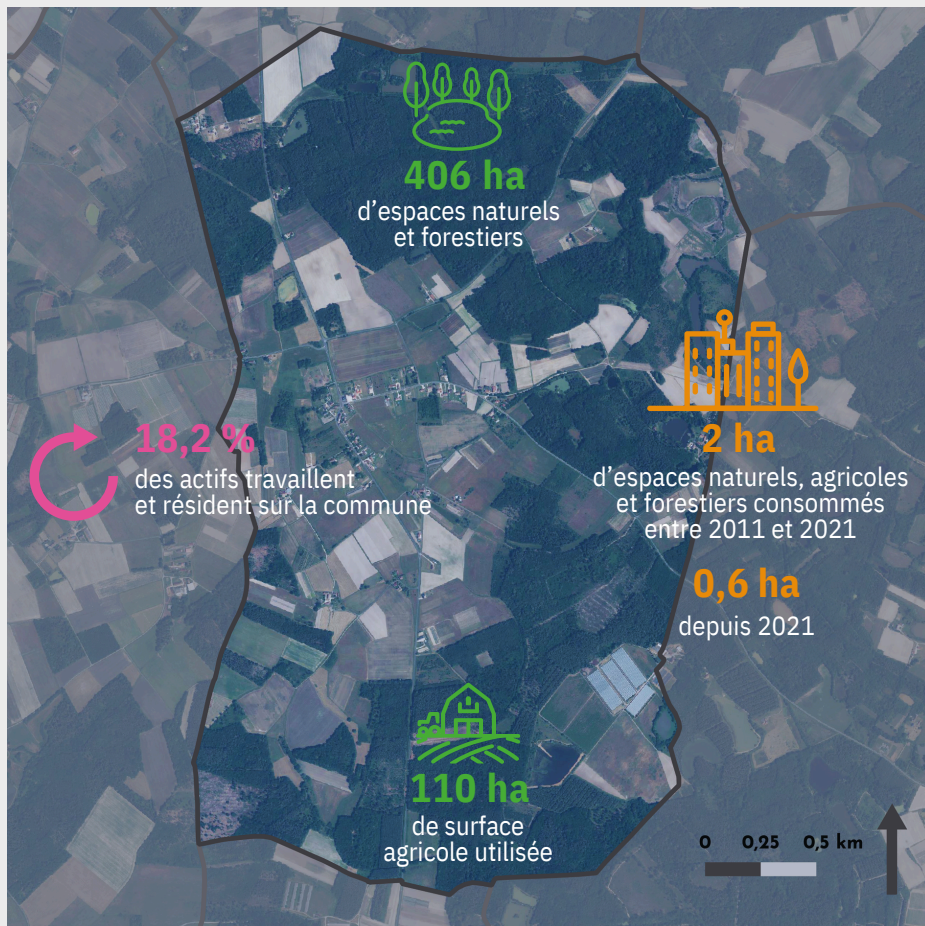 406 ha
d’espaces naturels
et forestiers
18,2 %
des actifs travaillent
et résident sur la commune
2 ha
d’espaces naturels, agricoles
et forestiers consommés
entre 2011 et 2021
0,6 ha
depuis 2021
110 ha
de surface
agricole utilisée
0 0,25 0,5 km